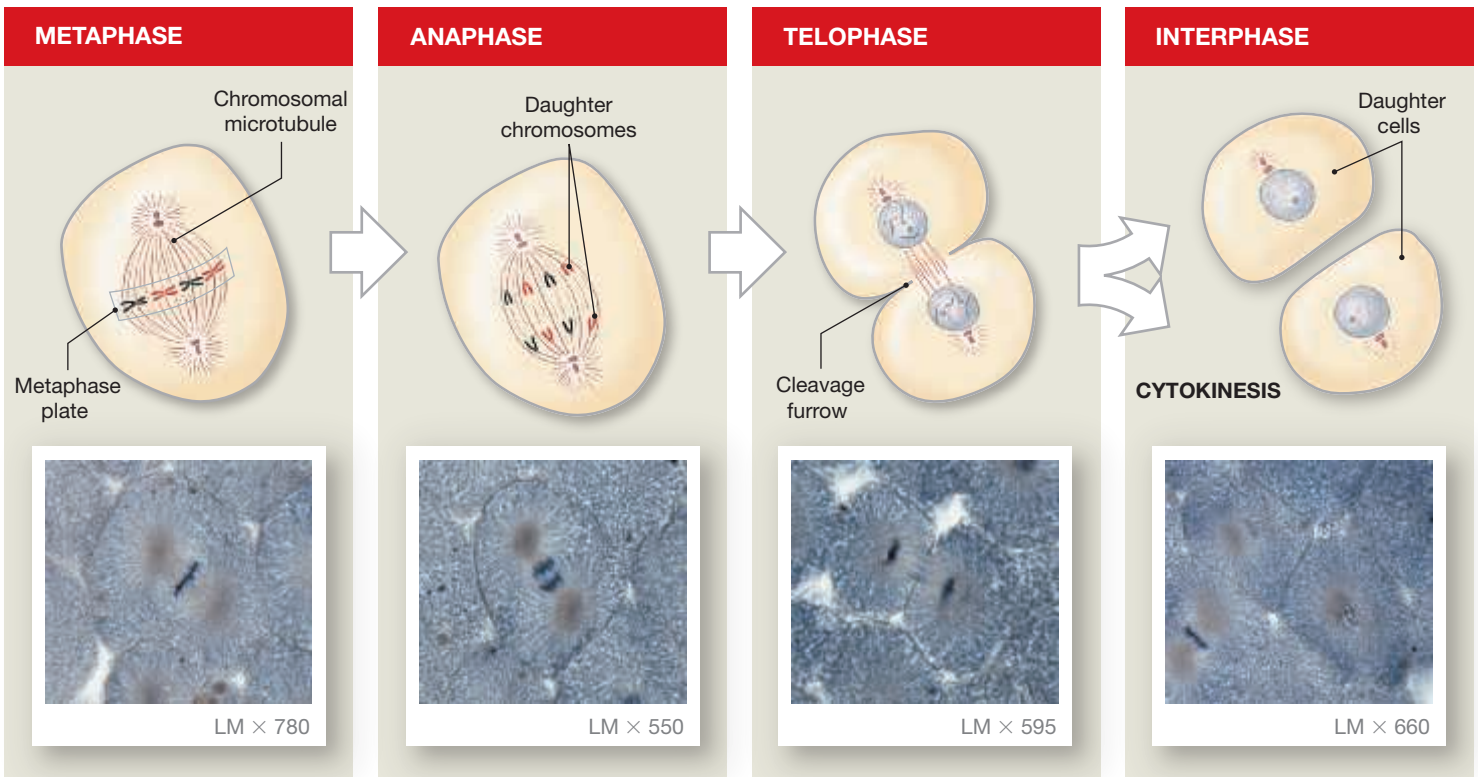 METAPHASE
Chromosomal
microtubule
Metaphase
plate
LM × 780
ANAPHASE
Daughter
chromosomes
LM × 550
TELOPHASE
Cleavage
furrow
LM × 595
INTERPHASE
Daughter
cells
CYTOKINESIS
LM × 660